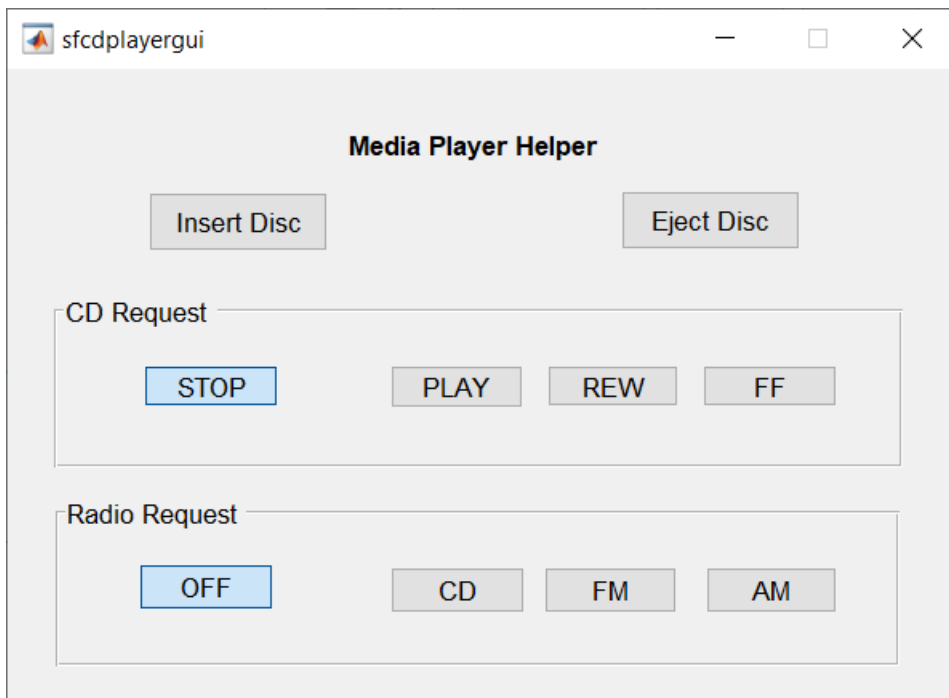 sfcdplayergui
Media Player Helper
Insert Disc Eject Disc
CD Request
STOP PLAY REW FF
Radio Request
OFF CD FM AM